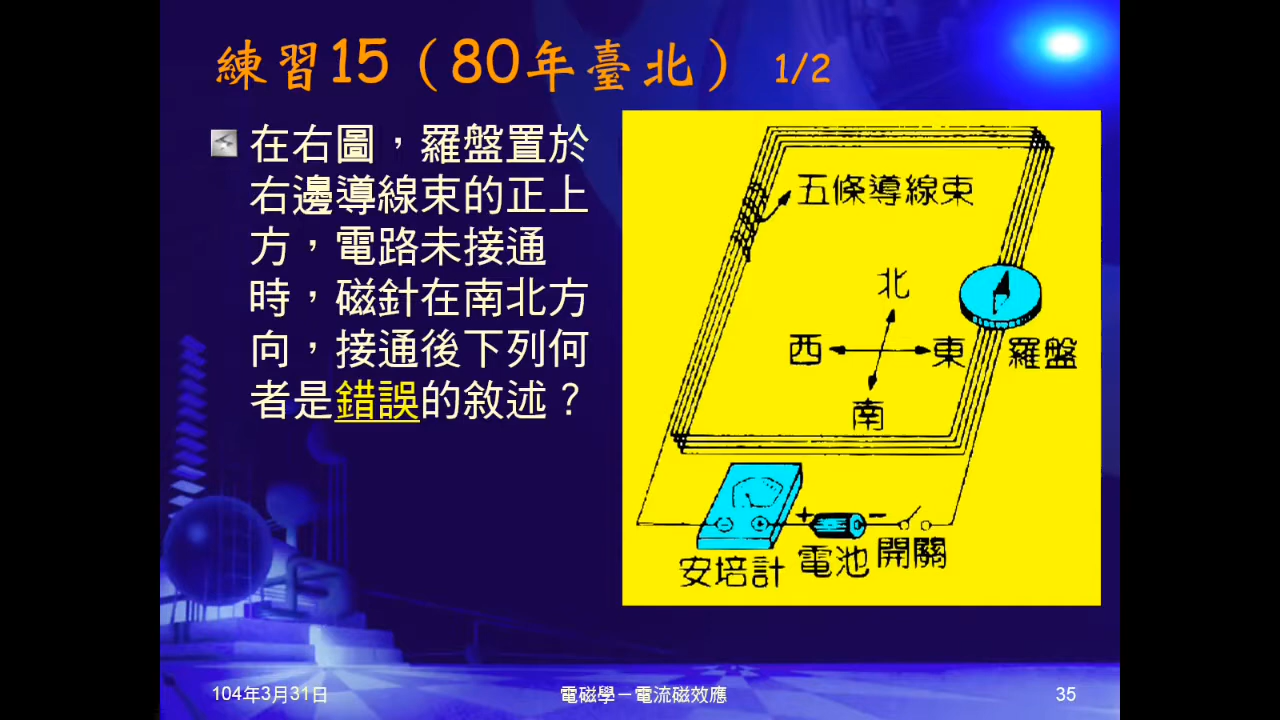 練習15（80年臺北） 1/2
在右圖，羅盤置於
右邊導線束的正上
方，電路未接通
時，磁針在南北方
向，接通後下列何
者是錯誤的敘述？
五條導線束
北
西
東
羅盤
南
+
−
− +
安培計
電池
開關
104年3月31日
電磁學－電流磁效應
35